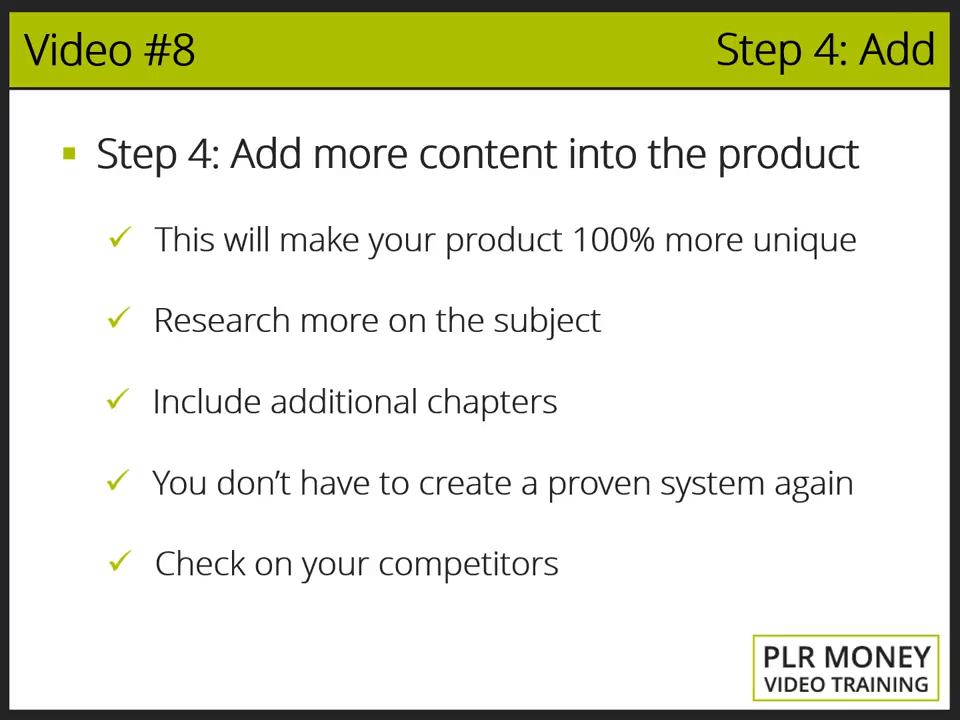 Video #8
Step 4: Add
Step 4: Add more content into the product
This will make your product 100% more unique
Research more on the subject
Include additional chapters
You don't have to create a proven system again
Check on your competitors
PLR MONEY
VIDEO TRAINING